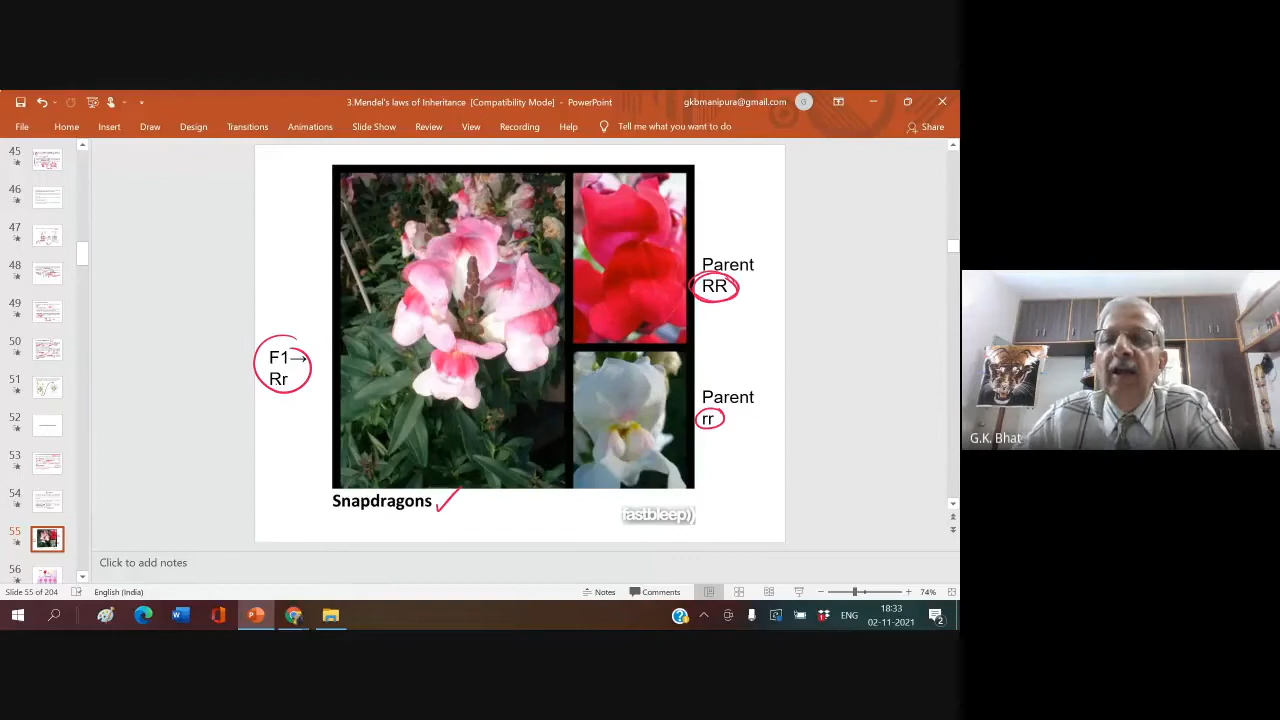 3.Mendel's laws of Inheritance [Compatibility Mode] - PowerPoint
gkbmanipura@gmail.com
File Home Insert Draw Design Transitions Animations Slide Show Review View Recording Help Tell me what you want to do Share
45
46
47
48
49
50
51
52
53
54
55
56
Parent
RR
F1→
Rr
Parent
rr
Snapdragons
fastbleep))
G.K. Bhat
Click to add notes
Slide 55 of 204 English (India) Notes Comments 74%
ENG
18:33
02-11-2021
2